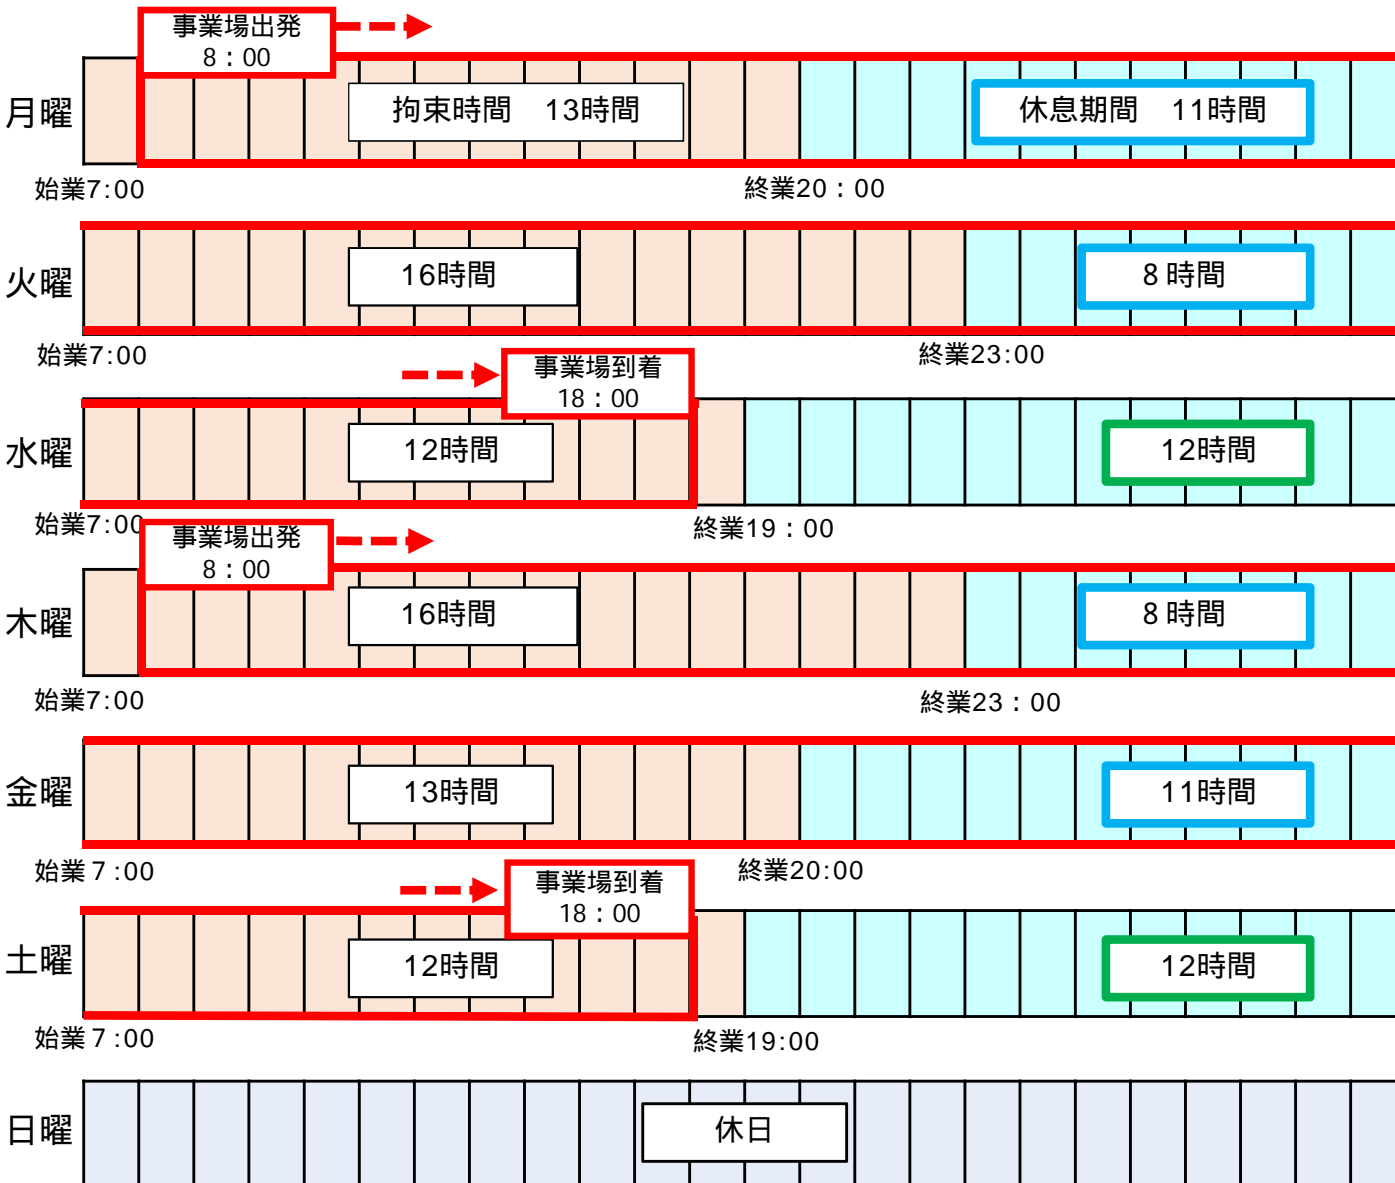 事業場出発
8：00
月曜
拘束時間　13時間
休息期間　11時間
始業7:00
終業20：00
火曜
16時間
８時間
始業7:00
終業23:00
事業場到着
18：00
水曜
12時間
12時間
始業7:00
終業19：00
事業場出発
8：00
木曜
16時間
８時間
始業7:00
終業23：00
金曜
13時間
11時間
始業７:00
終業20:00
事業場到着
18：00
土曜
12時間
12時間
始業７:00
終業19:00
日曜
休日